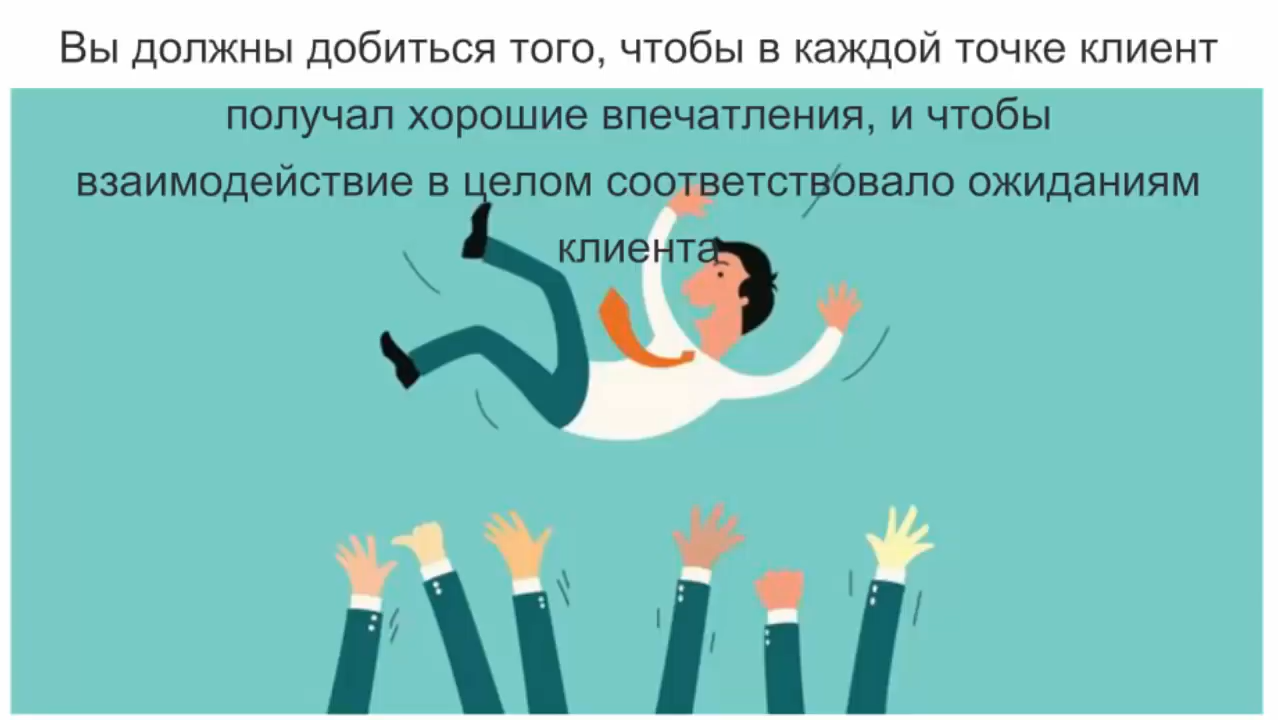 Вы должны добиться того, чтобы в каждой точке клиент
получал хорошие впечатления, и чтобы
взаимодействие в целом соответствовало ожиданиям
клиента